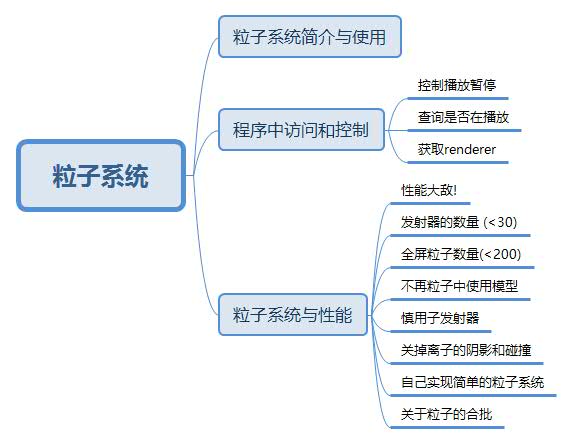 粒子系统
粒子系统简介与使用
程序中访问和控制
控制播放暂停
查询是否在播放
获取renderer
粒子系统与性能
性能大敌!
发射器的数量 (<30)
全屏粒子数量(<200)
不再粒子中使用模型
慎用子发射器
关掉离子的阴影和碰撞
自己实现简单的粒子系统
关于粒子的合批